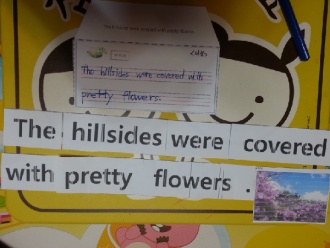 The hillsides were covered with
pretty flowers.
The hillsides were covered
with pretty flowers .